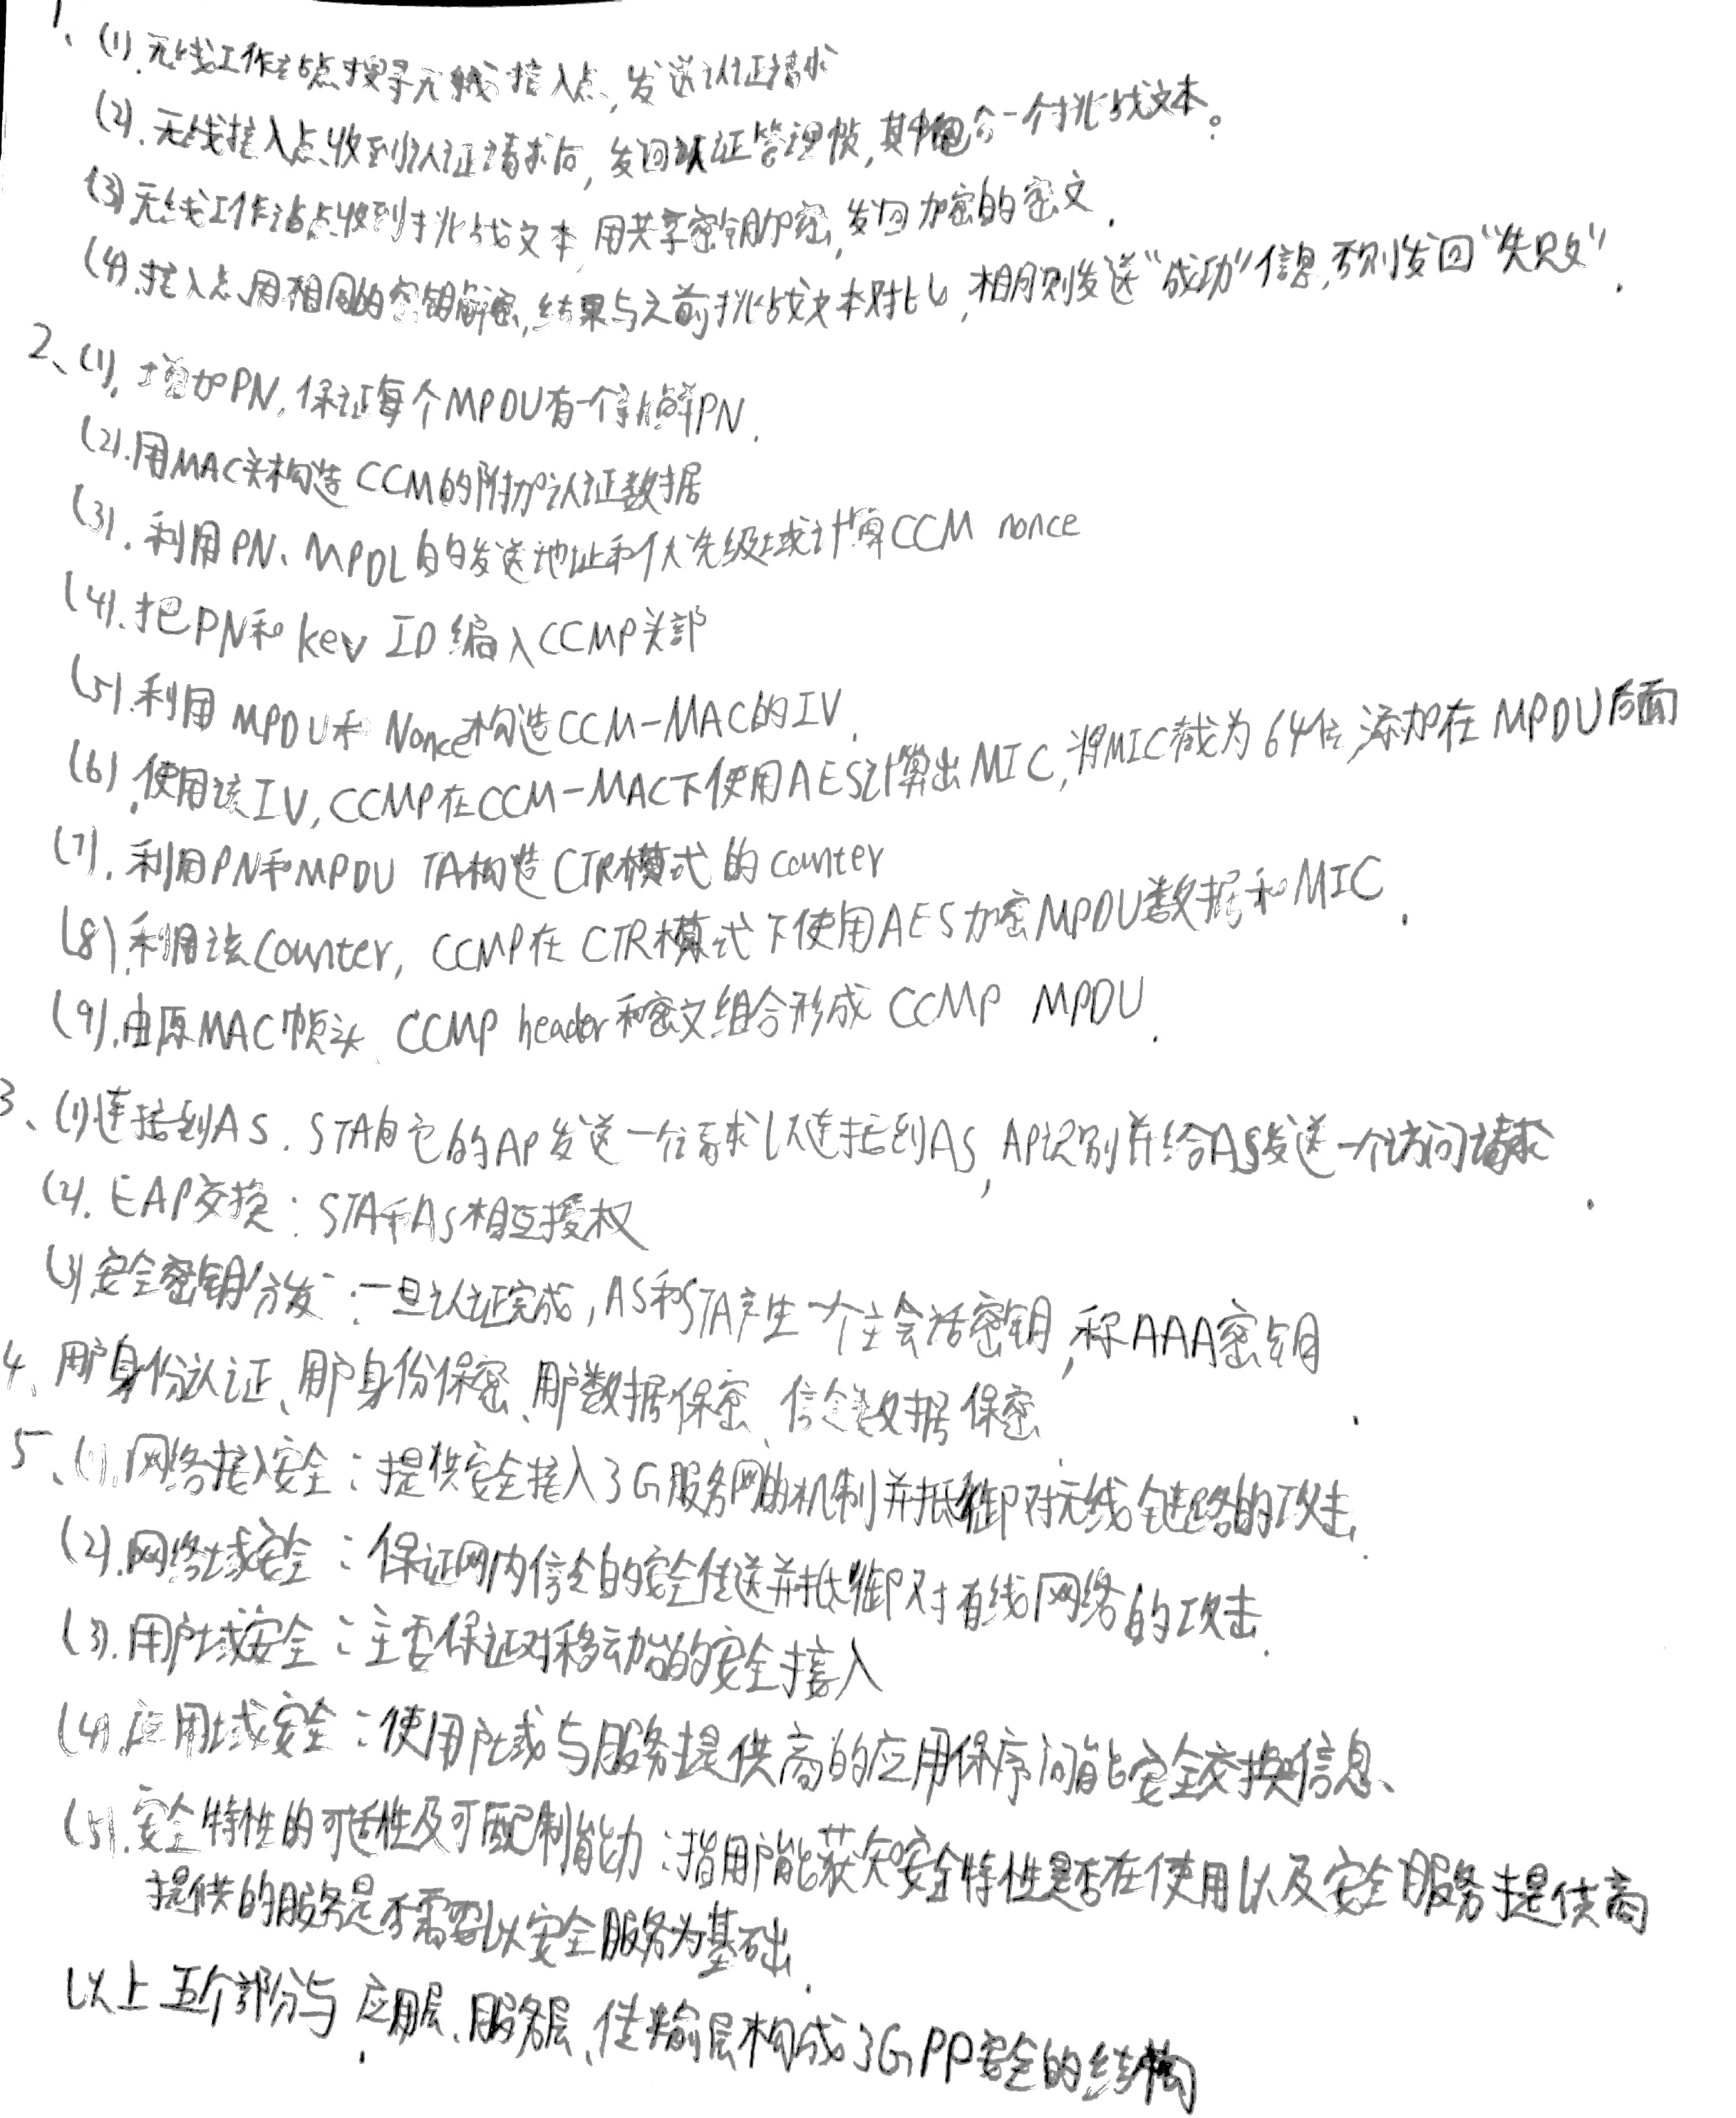 1、(1).无线工作站点搜寻无线接入点,发送认证请求
(2).无线接入点收到认证请求后,发回认证管理帧,其中包含一个挑战文本。
(3)无线工作站点收到挑战文本,用共享密钥加密,发回加密的密文.
(4).接入点用相同的密钥解密,结果与之前挑战文本对比,相同则发送“成功”信息,否则发回“失败”.
2、(1).增加PN,保证每个MPDU有一个新鲜PN.
(2).用MAC头构造CCM的附加认证数据
(3).利用PN、MPDU的发送地址和优先级域计算CCM nonce
(4).把PN和key ID编入CCMP头部
(5).利用MPDU和Nonce构造CCM-MAC的IV.
(6).使用该IV,CCMP在CCM-MAC下使用AES计算出MIC,将MIC截为64位,添加在MPDU后面
(7).利用PN和MPDU TA构造CTR模式的counter
(8).利用该Counter,CCMP在CTR模式下使用AES加密MPDU数据和MIC.
(9).由原MAC帧头、CCMP header和密文组合形成CCMP MPDU.
3、(1)连接到AS.STA向它的AP发送一个请求以连接到AS,AP识别并给AS发送一个访问请求.
(2).EAP交换:STA和AS相互授权
(3)安全密钥分发:一旦认证完成,AS和STA产生一个主会话密钥,称AAA密钥.
4、用户身份认证、用户身份保密、用户数据保密、信令数据保密
5、(1).网络接入安全:提供安全接入3G服务网的机制并抵御对无线链路的攻击.
(2).网络域安全:保证网内信令的安全传送并抵御对有线网络的攻击.
(3).用户域安全:主要保证对移动台的安全接入
(4).应用域安全:使用户域与服务提供商的应用程序间能安全交换信息、
(5).安全特性的可活性及可配制能力:指用户能获知安全特性是否在使用以及安全服务提供商
提供的服务是否需要以安全服务为基础.
以上五个部分与应用层、服务层、传输层构成3GPP安全的结构